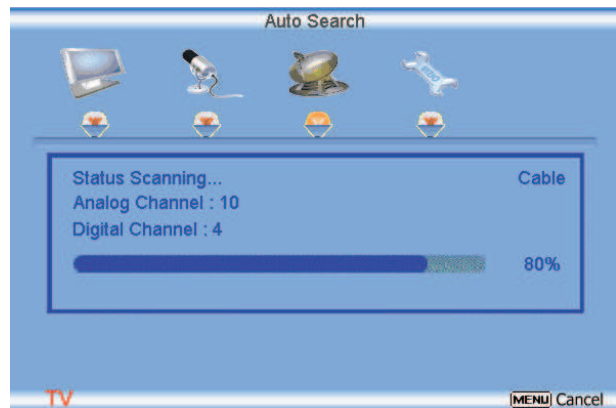 Auto Search
Status Scanning... Cable
Analog Channel : 10
Digital Channel : 4
80%
TV MENU Cancel